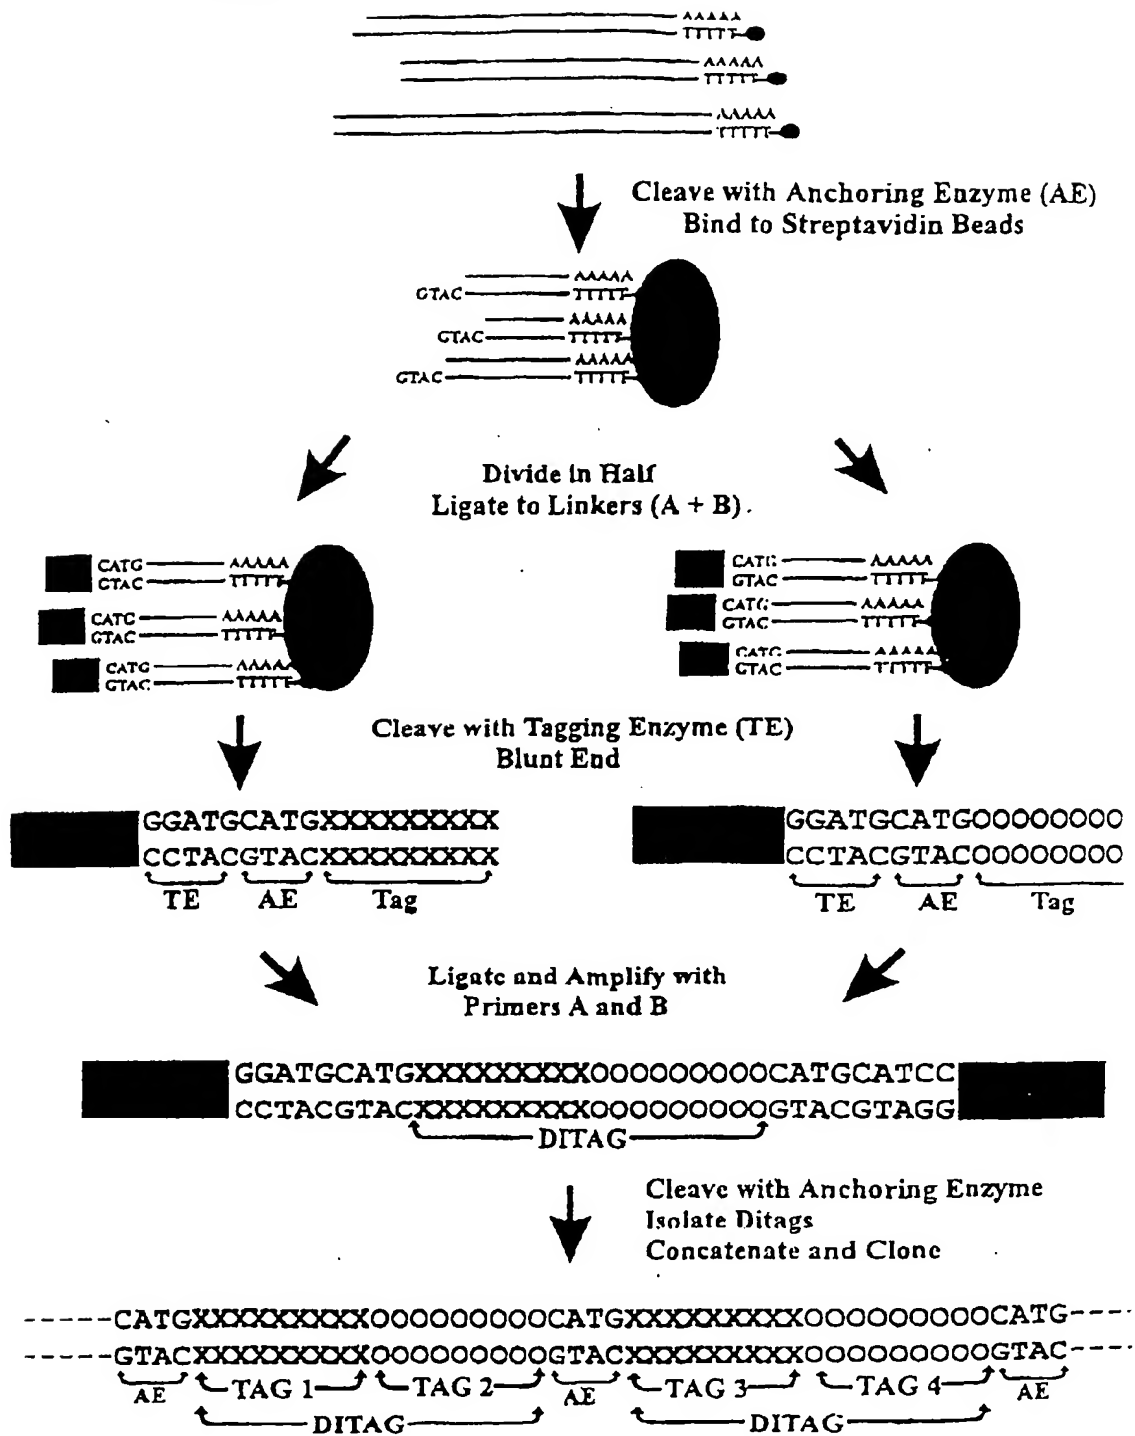 AAAAA
TTTTT
AAAAA
TTTTT
AAAAA
TTTTT
Cleave with Anchoring Enzyme (AE)
Bind to Streptavidin Beads
AAAAA
GTAC TTTTT
AAAAA
GTAC TTTTT
AAAAA
GTAC TTTTT
Divide in Half
Ligate to Linkers (A + B)
CATG AAAAA
GTAC TTTTT
CATG AAAAA
GTAC TTTTT
CATG AAAAA
GTAC TTTTT
CATG AAAAA
GTAC TTTTT
CATG AAAAA
GTAC TTTTT
CATG AAAAA
GTAC TTTTT
Cleave with Tagging Enzyme (TE)
Blunt End
GGATGCATGXXXXXXXXX
CCTACGTACXXXXXXXXX
TE AE Tag
GGATGCATGOOOOOOOO
CCTACGTACOOOOOOOO
TE AE Tag
Ligate and Amplify with
Primers A and B
GGATGCATGXXXXXXXXXOOOOOOOOOCATGCATCC
CCTACGTACXXXXXXXXXOOOOOOOOOGTACGTAGG
DITAG
Cleave with Anchoring Enzyme
Isolate Ditags
Concatenate and Clone
-----CATGXXXXXXXXXOOOOOOOOOCATGXXXXXXXXXOOOOOOOOOCATG----
-----GTACXXXXXXXXXOOOOOOOOOGTACXXXXXXXXXOOOOOOOOOGTAC----
AE TAG 1 TAG 2 AE TAG 3 TAG 4 AE
DITAG DITAG